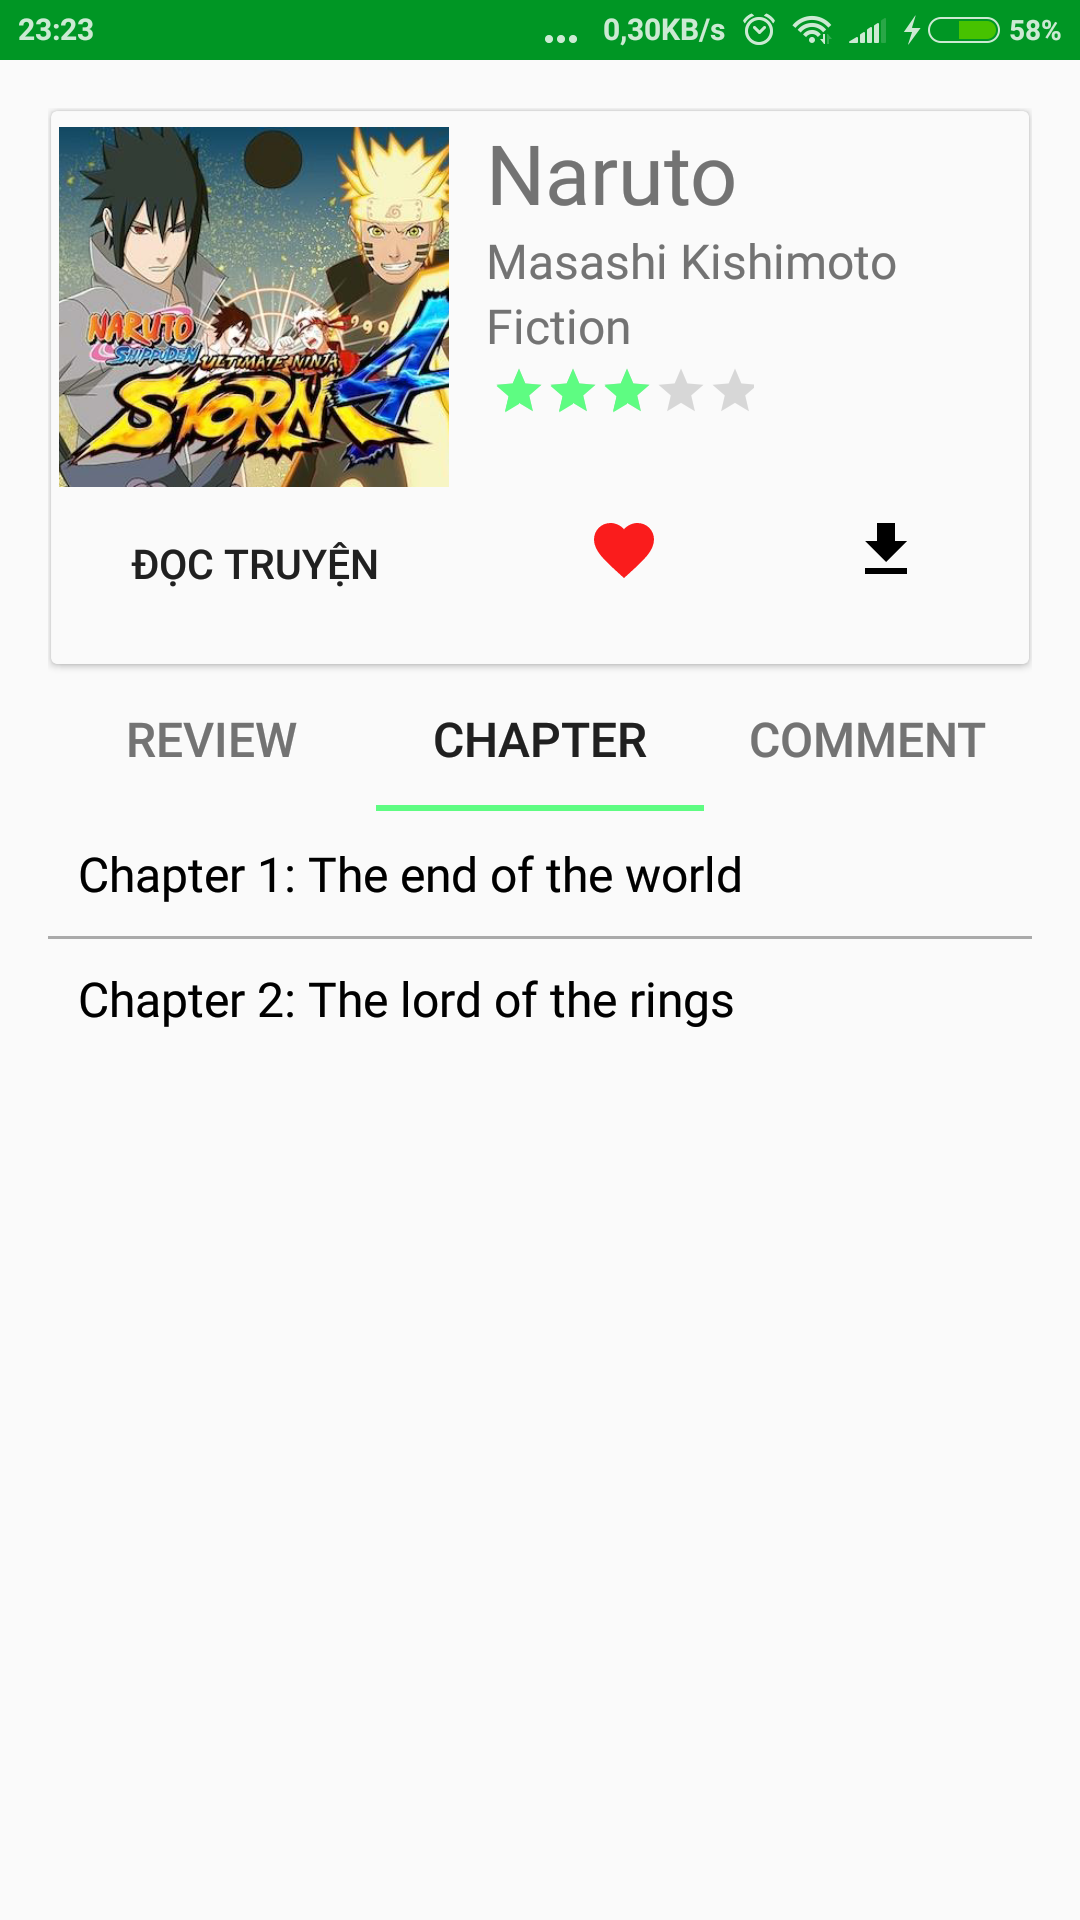 23:23 ... 0,30KB/s 58%
Naruto
Masashi Kishimoto
Fiction
NARUTO
SHIPPUDEN
ULTIMATE NINJA
STORM 4
ĐỌC TRUYỆN
REVIEW CHAPTER COMMENT
Chapter 1: The end of the world
Chapter 2: The lord of the rings